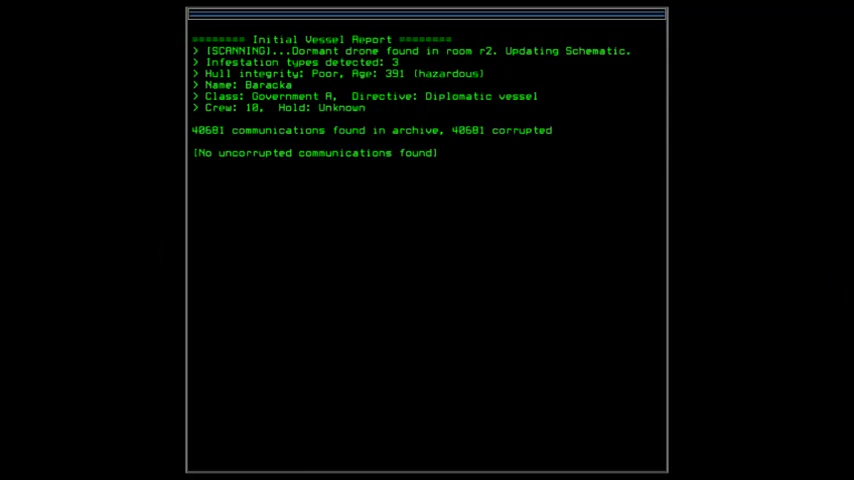 ======== Initial Vessel Report ========
> [SCANNING]...Dormant drone found in room r2. Updating Schematic.
> Infestation types detected: 3
> Hull integrity: Poor, Age: 391 (hazardous)
> Name: Baracka
> Class: Government A, Directive: Diplomatic vessel
> Crew: 10, Hold: Unknown
40681 communications found in archive, 40681 corrupted
[No uncorrupted communications found]